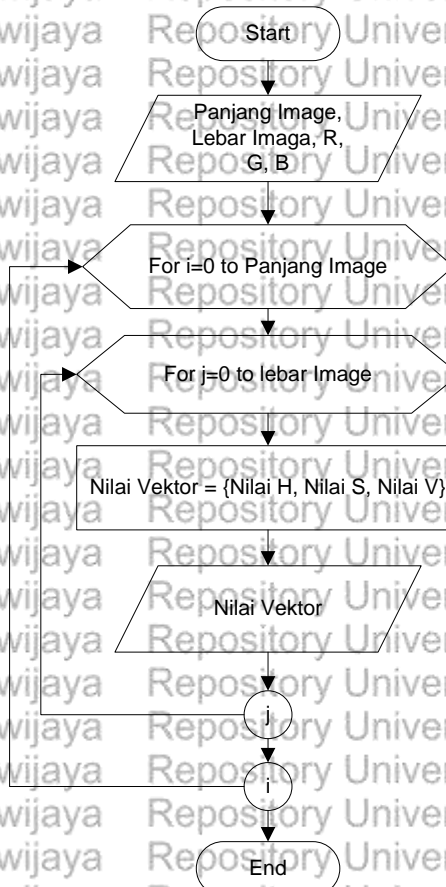 Start
Panjang Image,
Lebar Imaga, R,
G, B
For i=0 to Panjang Image
For j=0 to lebar Image
Nilai Vektor = {Nilai H, Nilai S, Nilai V}
Nilai Vektor
j
i
End